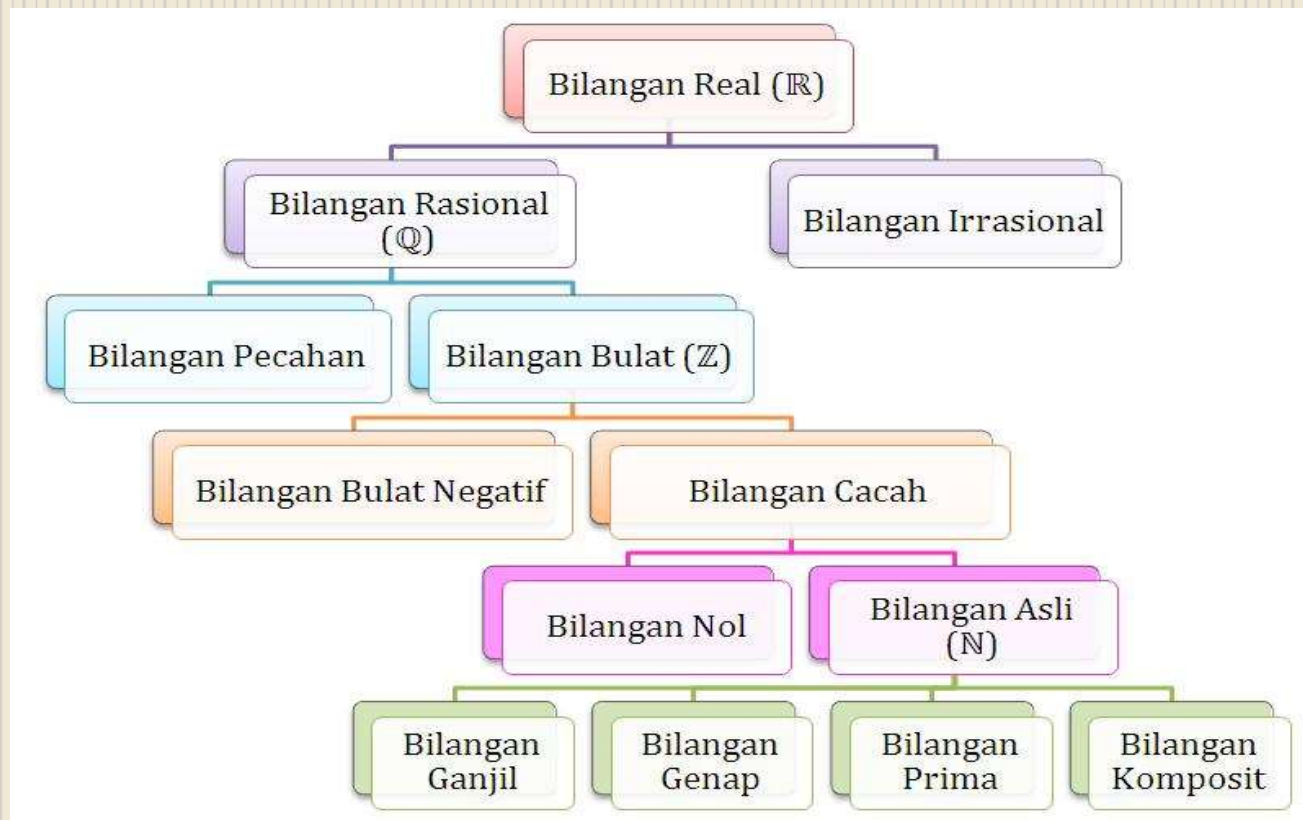 Bilangan Real (ℝ)
Bilangan Rasional
(ℚ)
Bilangan Irrasional
Bilangan Pecahan
Bilangan Bulat (ℤ)
Bilangan Bulat Negatif
Bilangan Cacah
Bilangan Nol
Bilangan Asli
(ℕ)
Bilangan
Ganjil
Bilangan
Genap
Bilangan
Prima
Bilangan
Komposit